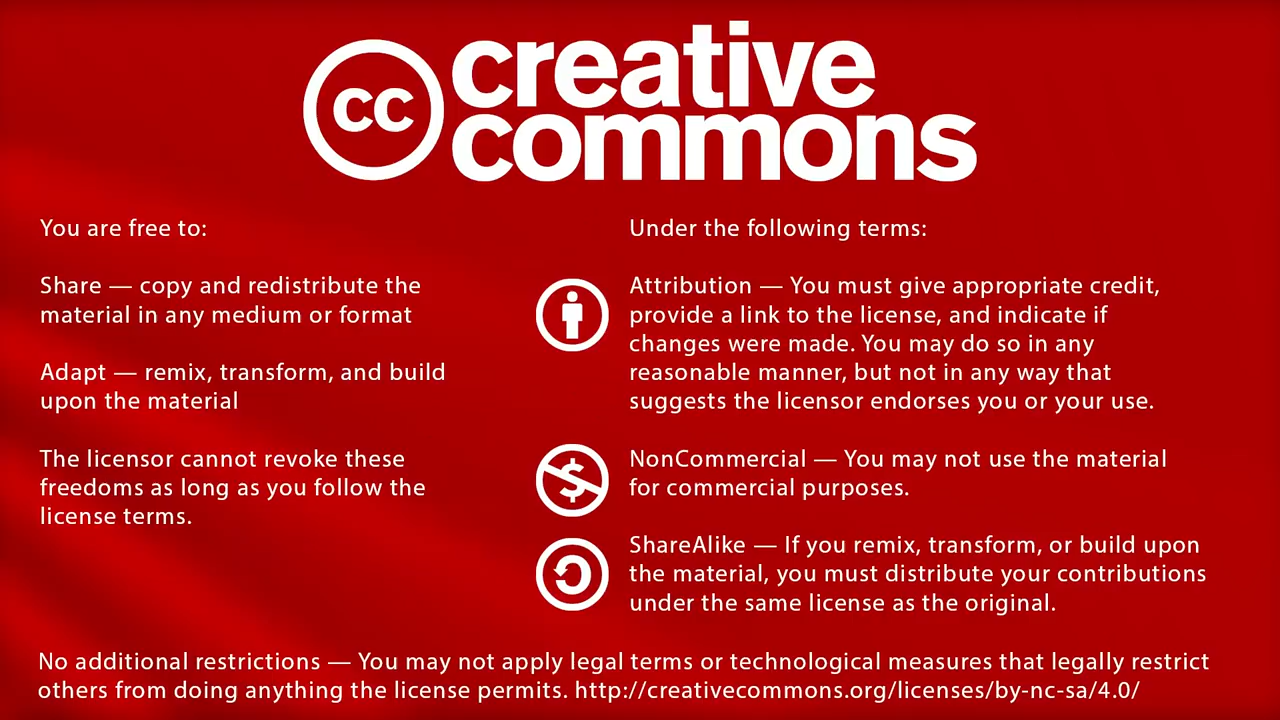 cc creative
commons
You are free to:
Share — copy and redistribute the
material in any medium or format
Adapt — remix, transform, and build
upon the material
The licensor cannot revoke these
freedoms as long as you follow the
license terms.
Under the following terms:
Attribution — You must give appropriate credit,
provide a link to the license, and indicate if
changes were made. You may do so in any
reasonable manner, but not in any way that
suggests the licensor endorses you or your use.
$
NonCommercial — You may not use the material
for commercial purposes.
ShareAlike — If you remix, transform, or build upon
the material, you must distribute your contributions
under the same license as the original.
No additional restrictions — You may not apply legal terms or technological measures that legally restrict
others from doing anything the license permits. http://creativecommons.org/licenses/by-nc-sa/4.0/